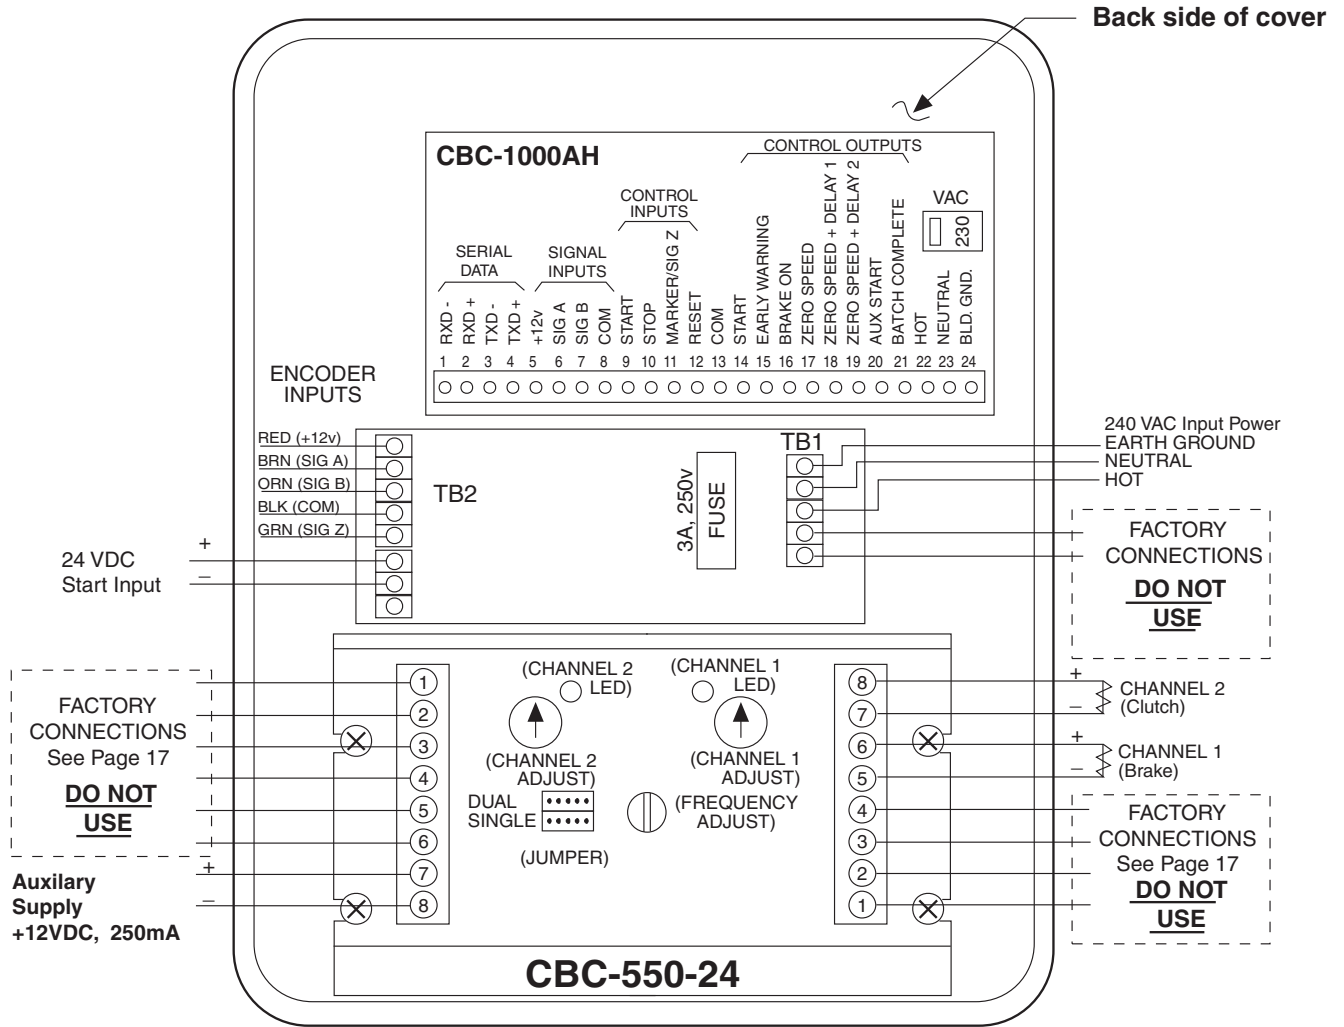 Back side of cover
CBC-1000AH
CONTROL OUTPUTS
CONTROL
INPUTS
SERIAL
DATA
SIGNAL
INPUTS
VAC
230
RXD -
RXD +
TXD -
TXD +
+12v
SIG A
SIG B
COM
START
STOP
MARKER/SIG Z
RESET
COM
START
EARLY WARNING
BRAKE ON
ZERO SPEED
ZERO SPEED + DELAY 1
ZERO SPEED + DELAY 2
AUX START
BATCH COMPLETE
HOT
NEUTRAL
BLD. GND.
1 2 3 4 5 6 7 8 9 10 11 12 13 14 15 16 17 18 19 20 21 22 23 24
ENCODER
INPUTS
RED (+12v)
BRN (SIG A)
ORN (SIG B)
BLK (COM)
GRN (SIG Z)
TB2
3A, 250v
FUSE
TB1
240 VAC Input Power
EARTH GROUND
NEUTRAL
HOT
+
24 VDC
–
Start Input
FACTORY
CONNECTIONS
DO NOT
USE
FACTORY
CONNECTIONS
See Page 17
DO NOT
USE
+
–
Auxilary
Supply
+12VDC, 250mA
1
2
3
4
5
6
7
8
(CHANNEL 2
LED)
(CHANNEL 1
LED)
(CHANNEL 2
ADJUST)
(CHANNEL 1
ADJUST)
DUAL
SINGLE
(JUMPER)
(FREQUENCY
ADJUST)
8
7
6
5
4
3
2
1
+
–
CHANNEL 2
(Clutch)
+
–
CHANNEL 1
(Brake)
FACTORY
CONNECTIONS
See Page 17
DO NOT
USE
CBC-550-24